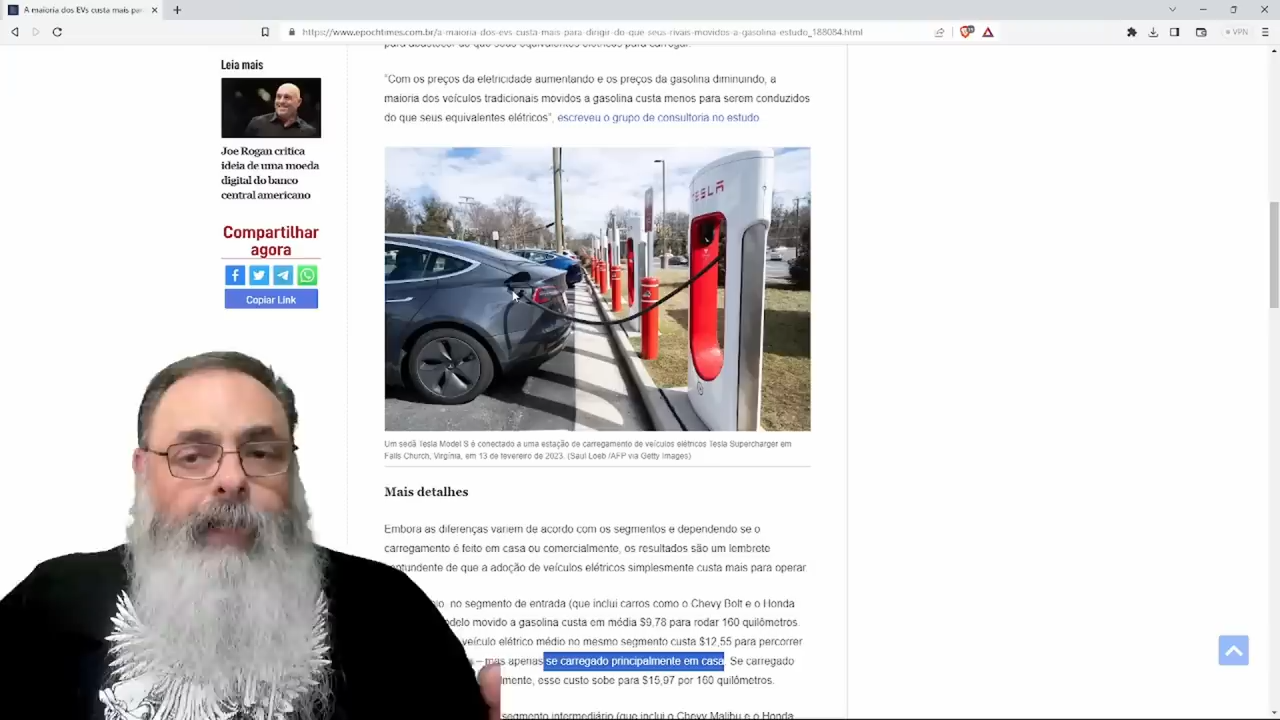 A maioria dos EVs custa mais pa
https://www.epochtimes.com.br/a-maioria-dos-evs-custa-mais-para-dirigir-do-que-seus-rivais-movidos-a-gasolina-estudo_188084.html
VPN
para abastecer do que seus equivalentes elétricos para carregar.
Leia mais
Joe Rogan critica
ideia de uma moeda
digital do banco
central americano
Compartilhar
agora
Copiar Link
"Com os preços da eletricidade aumentando e os preços da gasolina diminuindo, a
maioria dos veículos tradicionais movidos a gasolina custa menos para serem conduzidos
do que seus equivalentes elétricos", escreveu o grupo de consultoria no estudo
TESLA
Um sedã Tesla Model S é conectado a uma estação de carregamento de veículos elétricos Tesla Supercharger em
Falls Church, Virgínia, em 13 de fevereiro de 2023. (Saul Loeb /AFP via Getty Images)
Mais detalhes
Embora as diferenças variem de acordo com os segmentos e dependendo se o
carregamento é feito em casa ou comercialmente, os resultados são um lembrete
contundente de que a adoção de veículos elétricos simplesmente custa mais para operar
no segmento de entrada (que inclui carros como o Chevy Bolt e o Honda
movido a gasolina custa em média $9,78 para rodar 160 quilômetros.
veículo elétrico médio no mesmo segmento custa $12,55 para percorrer
– mas apenas se carregado principalmente em casa. Se carregado
esse custo sobe para $15,97 por 160 quilômetros.
segmento intermediário (que inclui o Chevy Malibu e o Honda